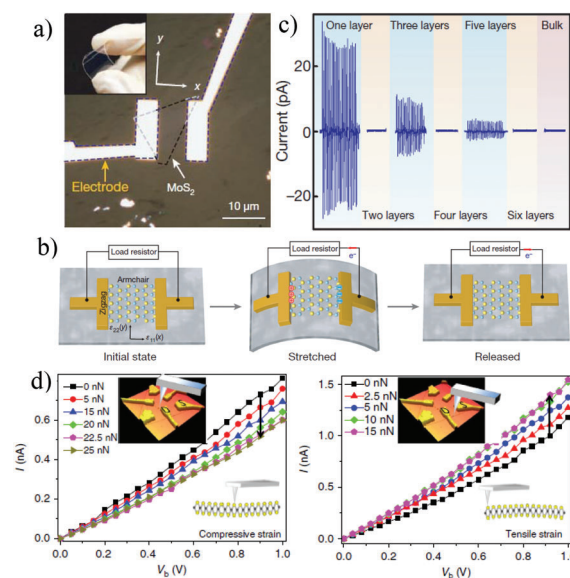 a)
y
x
Electrode
MoS2
10 μm
c)
One layer
Three layers
Five layers
Bulk
Current (pA)
20
0
−20
Two layers
Four layers
Six layers
b)
Load resistor
Load resistor
e−
Load resistor
e−
Armchair
Zigzag
ε22(y)
ε11(x)
Initial state
Stretched
Released
d)
I (nA)
0.6
0.4
0.2
0.0
0 nN
5 nN
15 nN
20 nN
22.5 nN
25 nN
Compressive strain
0.0 0.2 0.4 0.6 0.8 1.0
Vb (V)
I (nA)
1.5
1.0
0.5
0.0
0 nN
2.5 nN
5 nN
10 nN
15 nN
Tensile strain
0.0 0.2 0.4 0.6 0.8 1.0
Vb (V)